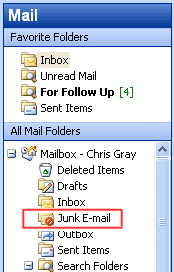 Mail
Favorite Folders
Inbox
Unread Mail
For Follow Up [4]
Sent Items
All Mail Folders
Mailbox - Chris Gray
Deleted Items
Drafts
Inbox
Junk E-mail
Outbox
Sent Items
Search Folders